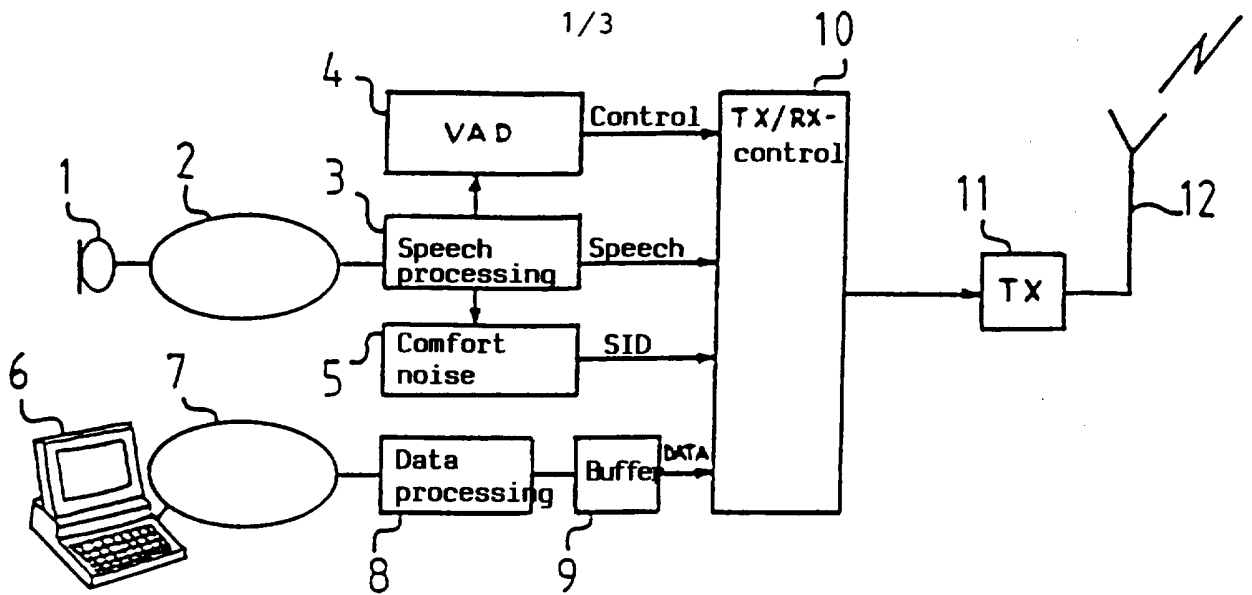 1/3
10
4
VAD
Control
TX/RX-
control
1
2
3
Speech
processing
Speech
11
TX
12
5
Comfort
noise
SID
6
7
Data
processing
8
Buffer
9
DATA